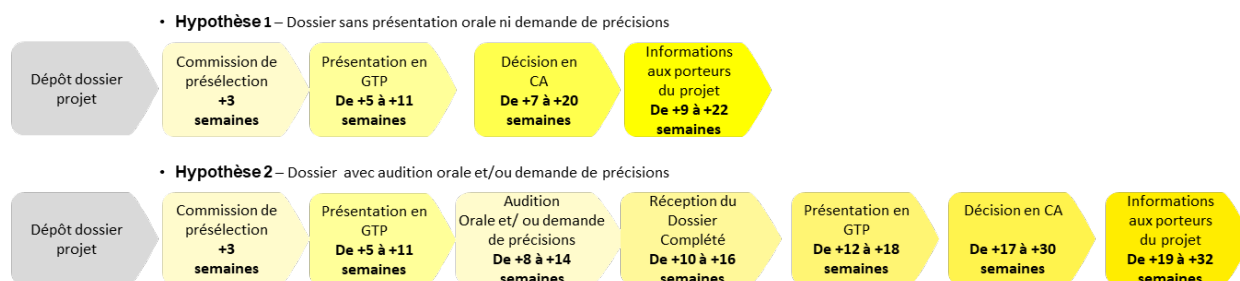 • Hypothèse 1 – Dossier sans présentation orale ni demande de précisions
Dépôt dossier
projet
Commission de
présélection
+3
semaines
Présentation en
GTP
De +5 à +11
semaines
Décision en
CA
De +7 à +20
semaines
Informations
aux porteurs
du projet
De +9 à +22
semaines
• Hypothèse 2 – Dossier avec audition orale et/ou demande de précisions
Dépôt dossier
projet
Commission de
présélection
+3
semaines
Présentation en
GTP
De +5 à +11
semaines
Audition
Orale et/ ou demande
de précisions
De +8 à +14
semaines
Réception du
Dossier
Complété
De +10 à +16
semaines
Présentation en
GTP
De +12 à +18
semaines
Décision en CA
De +17 à +30
semaines
Informations
aux porteurs
du projet
De +19 à +32
semaines